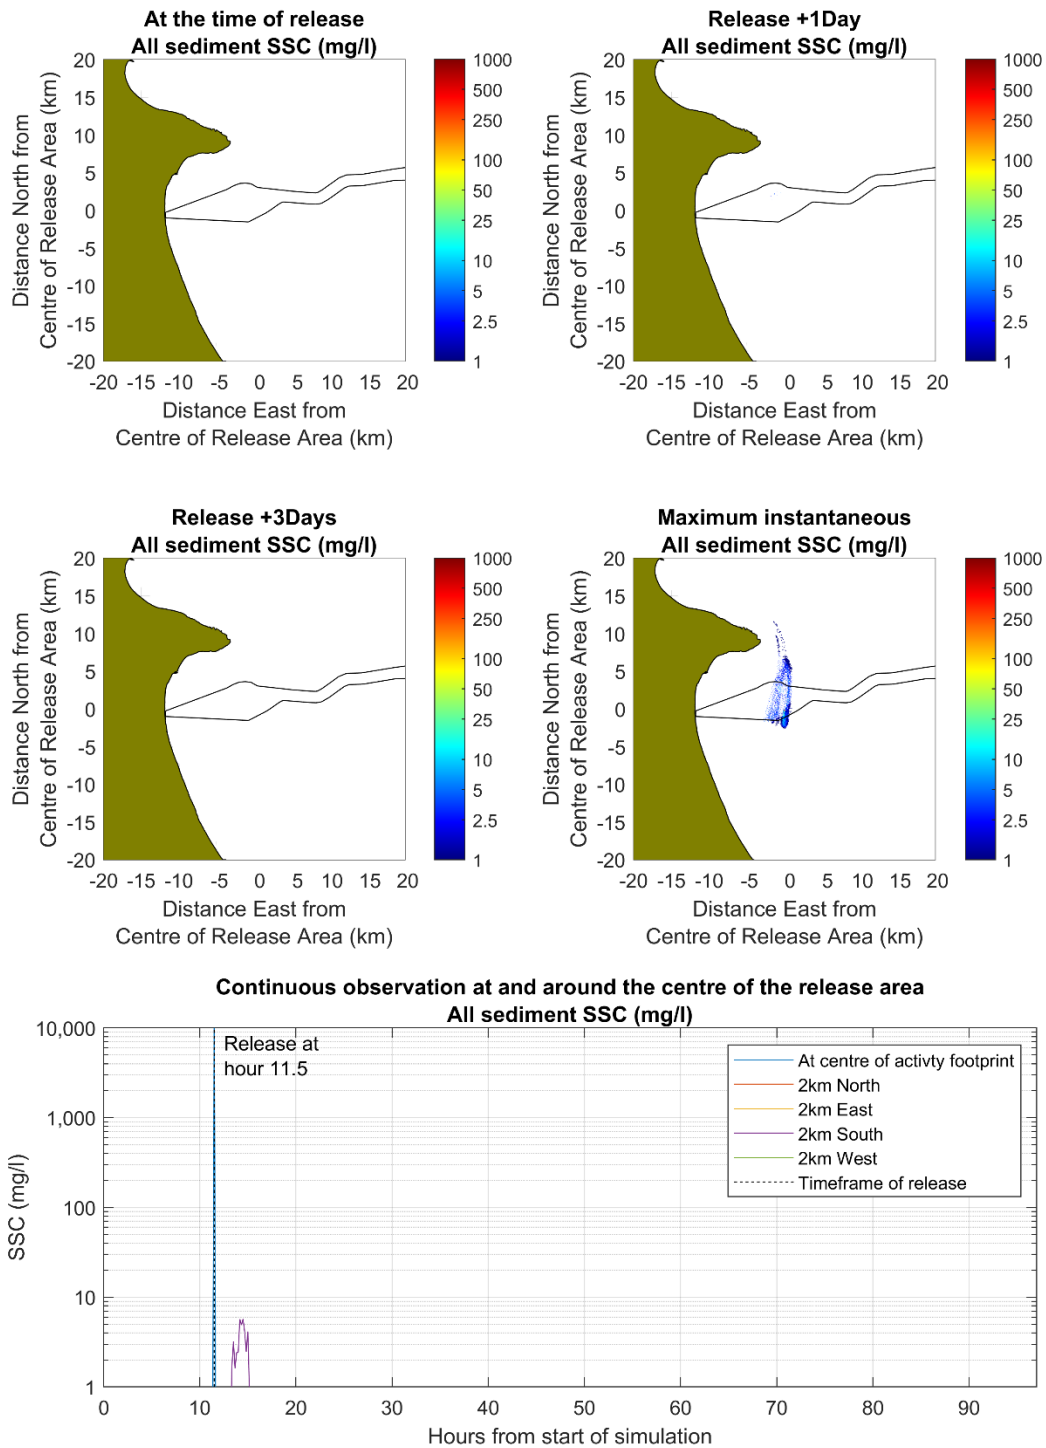 At the time of release
All sediment SSC (mg/l)
Distance North from
Centre of Release Area (km)
20
15
10
5
0
-5
-10
-15
-20
-20 -15 -10 -5 0 5 10 15 20
Distance East from
Centre of Release Area (km)
1000
500
250
100
50
25
10
5
2.5
1
Release +1Day
All sediment SSC (mg/l)
Distance North from
Centre of Release Area (km)
20
15
10
5
0
-5
-10
-15
-20
-20 -15 -10 -5 0 5 10 15 20
Distance East from
Centre of Release Area (km)
1000
500
250
100
50
25
10
5
2.5
1
Release +3Days
All sediment SSC (mg/l)
Distance North from
Centre of Release Area (km)
20
15
10
5
0
-5
-10
-15
-20
-20 -15 -10 -5 0 5 10 15 20
Distance East from
Centre of Release Area (km)
1000
500
250
100
50
25
10
5
2.5
1
Maximum instantaneous
All sediment SSC (mg/l)
Distance North from
Centre of Release Area (km)
20
15
10
5
0
-5
-10
-15
-20
-20 -15 -10 -5 0 5 10 15 20
Distance East from
Centre of Release Area (km)
1000
500
250
100
50
25
10
5
2.5
1
Continuous observation at and around the centre of the release area
All sediment SSC (mg/l)
SSC (mg/l)
10,000
1,000
100
10
1
Release at
hour 11.5
At centre of activty footprint
2km North
2km East
2km South
2km West
Timeframe of release
0 10 20 30 40 50 60 70 80 90
Hours from start of simulation